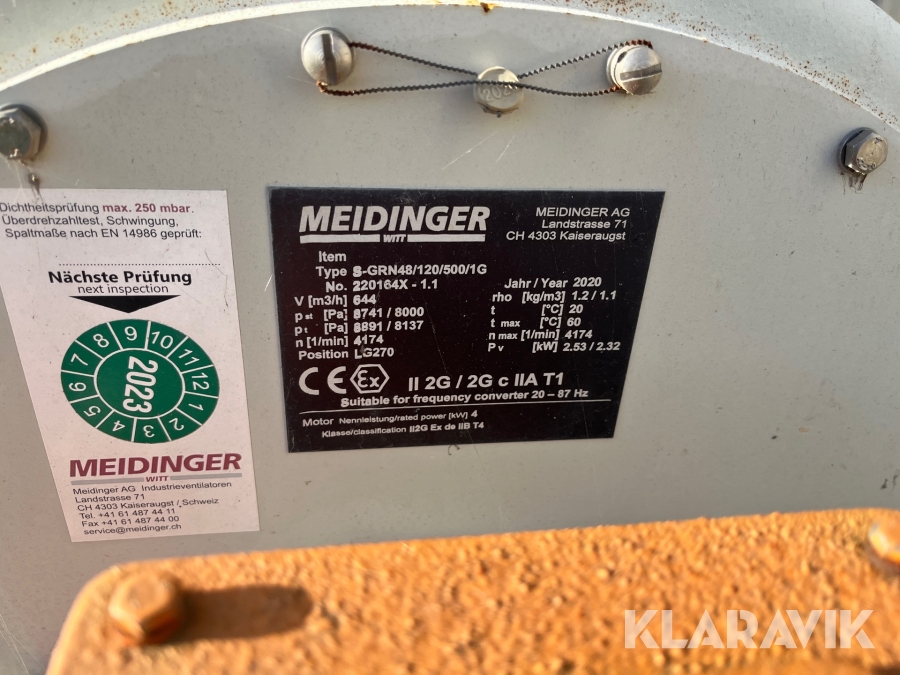 Dichtheitsprüfung max. 250 mbar.
Überdrehzahltest, Schwingung,
Spaltmaße nach EN 14986 geprüft:
Nächste Prüfung
next inspection
7 8 9 10 11 12 1 2 3 4 5 6
2023
MEIDINGER
WITT
Meidinger AG Industrieventilatoren
Landstrasse 71
CH 4303 Kaiseraugst / Schweiz
Tel. +41 61 487 44 11
Fax +41 61 487 44 00
service@meidinger.ch
MEIDINGER
WITT
MEIDINGER AG
Landstrasse 71
CH 4303 Kaiseraugst
Item
Type S-GRN48/120/500/1G
No. 220164X - 1.1
Jahr / Year 2020
V [m3/h] 644
rho [kg/m3] 1.2 / 1.1
p st [Pa] 8741 / 8000
t [°C] 20
p t [Pa] 8891 / 8137
t max [°C] 60
n [1/min] 4174
n max [1/min] 4174
Position LG270
P v [kW] 2.53 / 2.32
CE Ex II 2G / 2G c IIA T1
Suitable for frequency converter 20 – 87 Hz
Motor Nennleistung/rated power [kW] 4
Klasse/classification II2G Ex de IIB T4
KLARAVIK